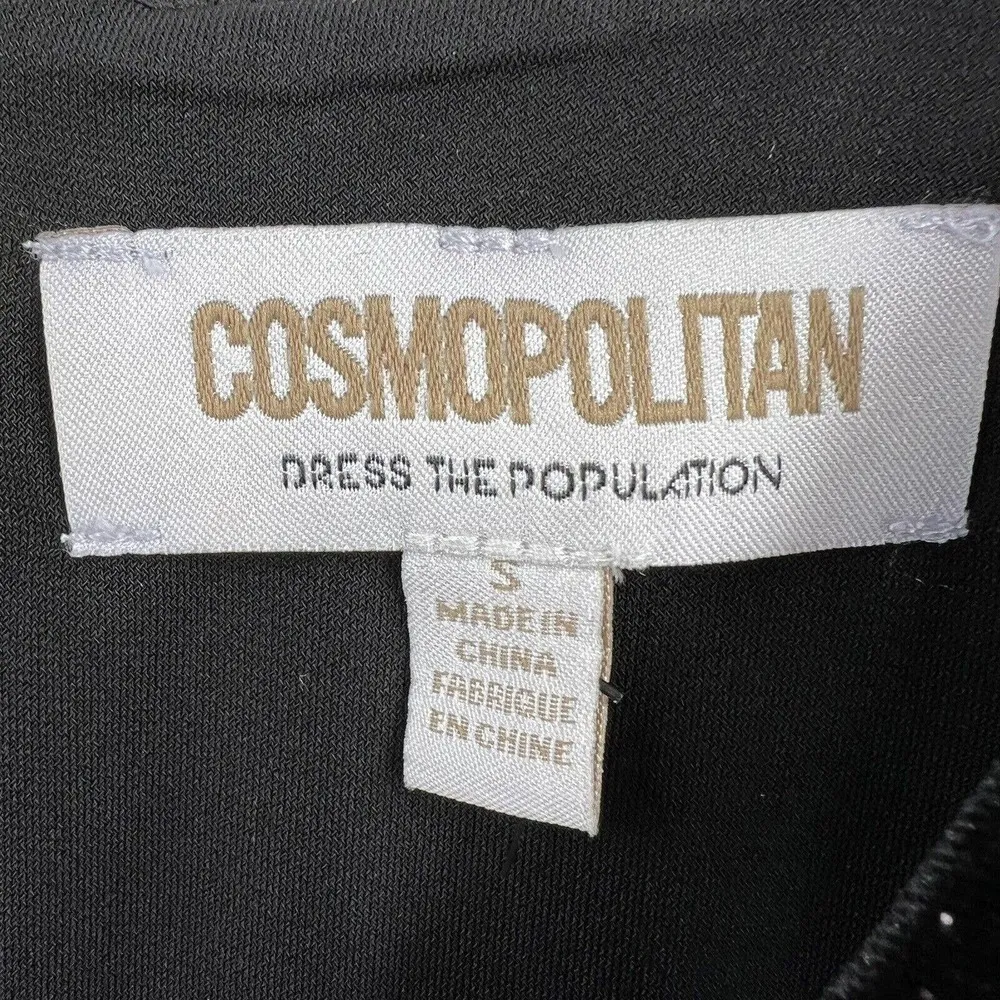 COSMOPOLITAN
DRESS THE POPULATION
S
MADE IN
CHINA
FABRIQUE
EN CHINE